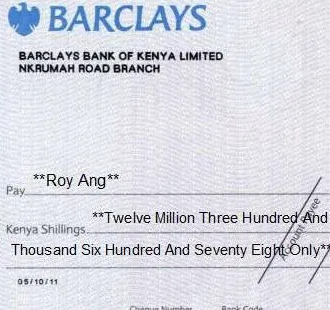 BARCLAYS
BARCLAYS BANK OF KENYA LIMITED
NKRUMAH ROAD BRANCH
Pay **Roy Ang**
Kenya Shillings **Twelve Million Three Hundred And
Thousand Six Hundred And Seventy Eight Only**
Account Payee
05/10/11
Cheque Number Bank Code